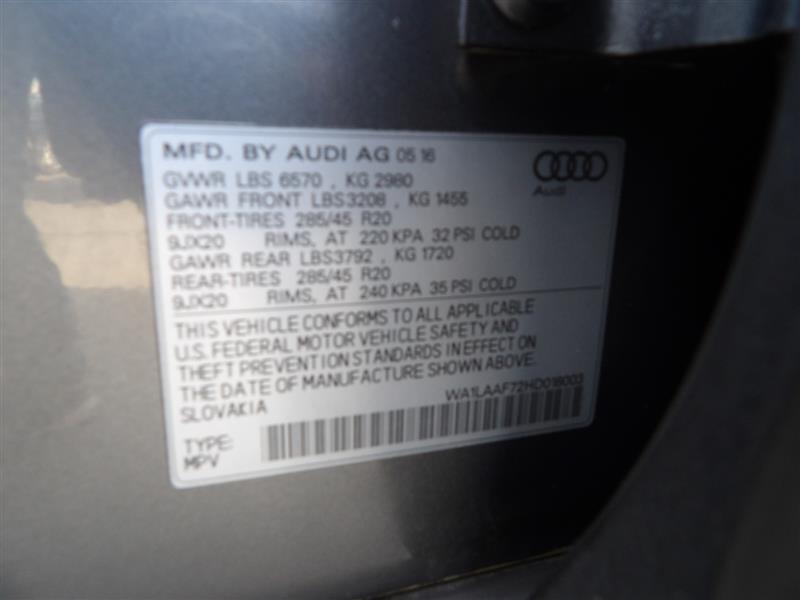 MFD. BY AUDI AG 05 16
Audi
GVWR LBS 6570 , KG 2980
GAWR FRONT LBS3208 , KG 1455
FRONT-TIRES 285/45 R20
9JX20 RIMS, AT 220 KPA 32 PSI COLD
GAWR REAR LBS3792 , KG 1720
REAR-TIRES 285/45 R20
9JX20 RIMS, AT 240 KPA 35 PSI COLD
THIS VEHICLE CONFORMS TO ALL APPLICABLE
U.S. FEDERAL MOTOR VEHICLE SAFETY AND
THEFT PREVENTION STANDARDS IN EFFECT ON
THE DATE OF MANUFACTURE SHOWN ABOVE.
SLOVAKIA WA1LAAF72HD018003
TYPE:
MPV